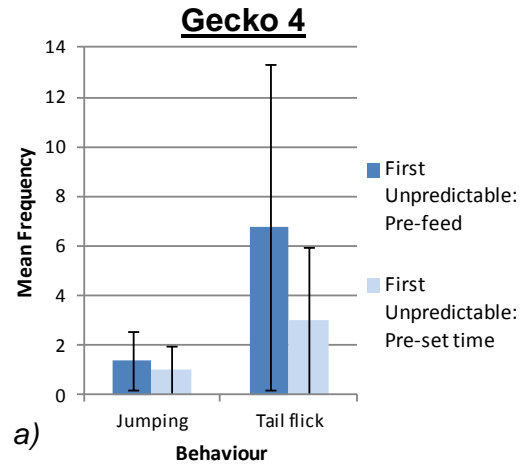 Gecko 4
14
12
10
8
6
4
2
0
Mean Frequency
Jumping
Tail flick
Behaviour
First
Unpredictable:
Pre-feed
First
Unpredictable:
Pre-set time
a)